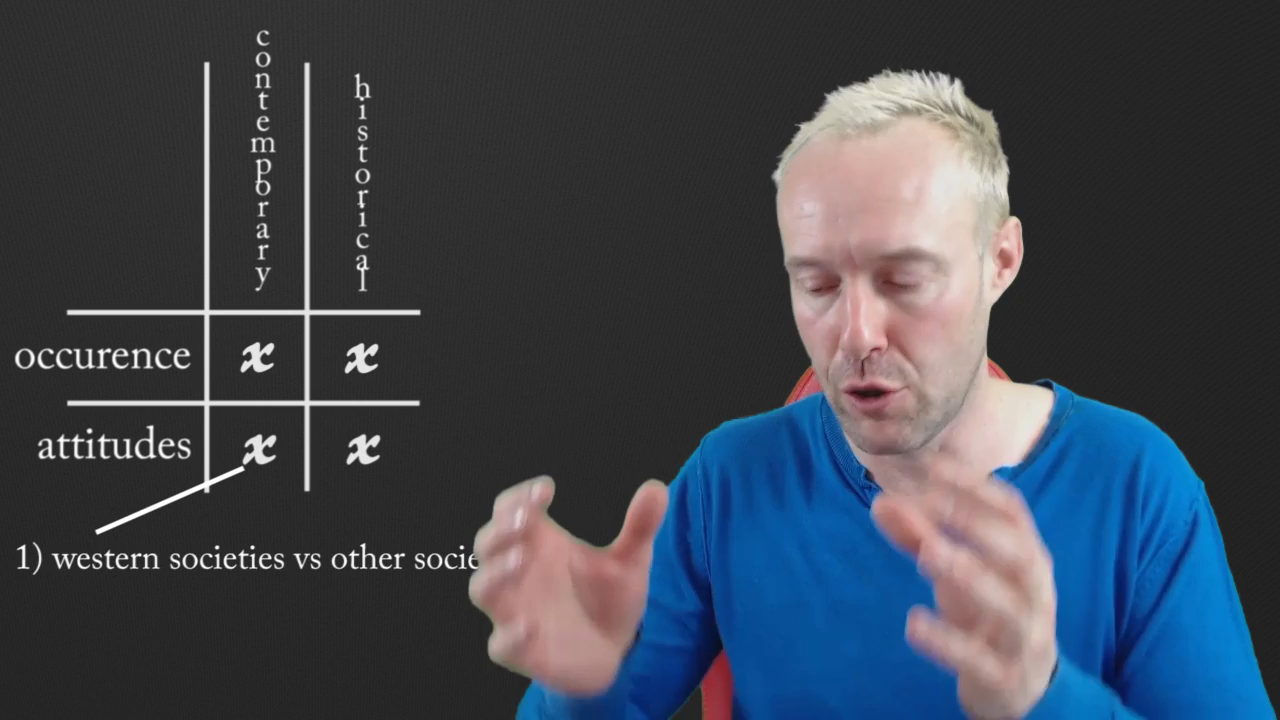 contemporary
historical
occurence x x
attitudes x x
1) western societies vs other socie